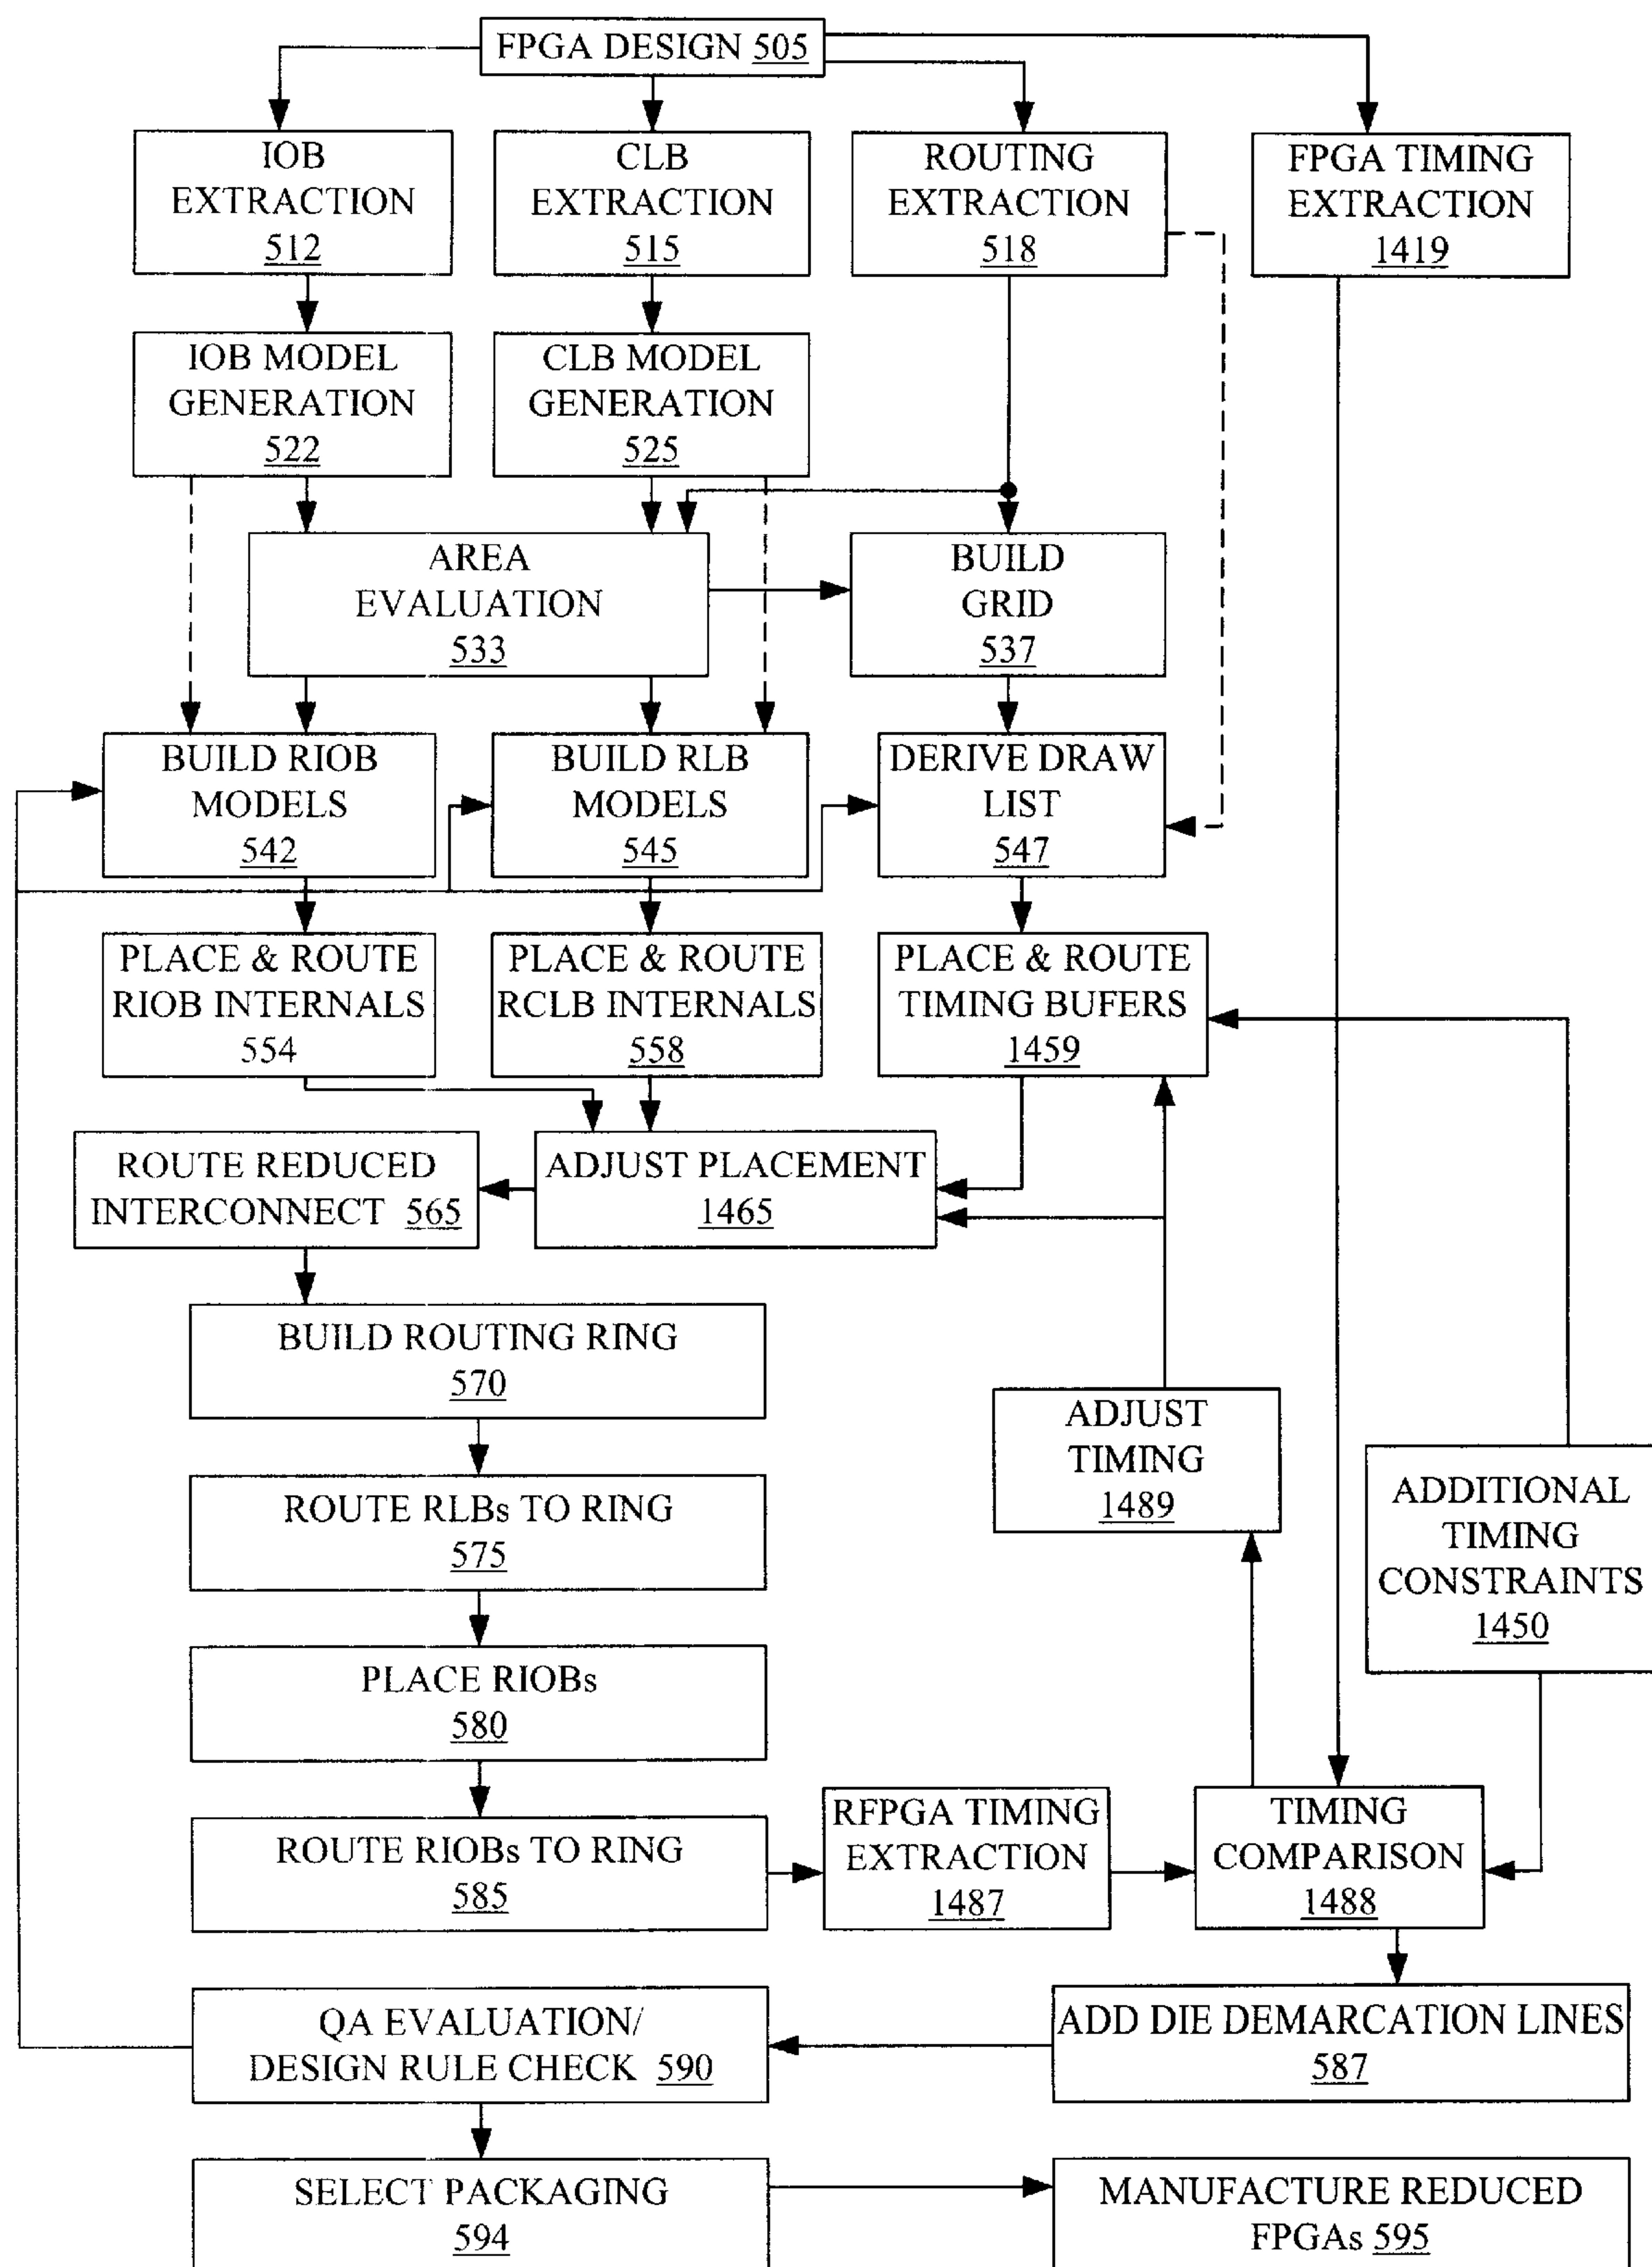 FPGA DESIGN 505
IOB
EXTRACTION
512
CLB
EXTRACTION
515
ROUTING
EXTRACTION
518
FPGA TIMING
EXTRACTION
1419
IOB MODEL
GENERATION
522
CLB MODEL
GENERATION
525
AREA
EVALUATION
533
BUILD
GRID
537
BUILD RIOB
MODELS
542
BUILD RLB
MODELS
545
DERIVE DRAW
LIST
547
PLACE & ROUTE
RIOB INTERNALS
554
PLACE & ROUTE
RCLB INTERNALS
558
PLACE & ROUTE
TIMING BUFERS
1459
ROUTE REDUCED
INTERCONNECT 565
ADJUST PLACEMENT
1465
BUILD ROUTING RING
570
ADJUST
TIMING
1489
ROUTE RLBs TO RING
575
ADDITIONAL
TIMING
CONSTRAINTS
1450
PLACE RIOBs
580
ROUTE RIOBs TO RING
585
RFPGA TIMING
EXTRACTION
1487
TIMING
COMPARISON
1488
QA EVALUATION/
DESIGN RULE CHECK 590
ADD DIE DEMARCATION LINES
587
SELECT PACKAGING
594
MANUFACTURE REDUCED
FPGAs 595